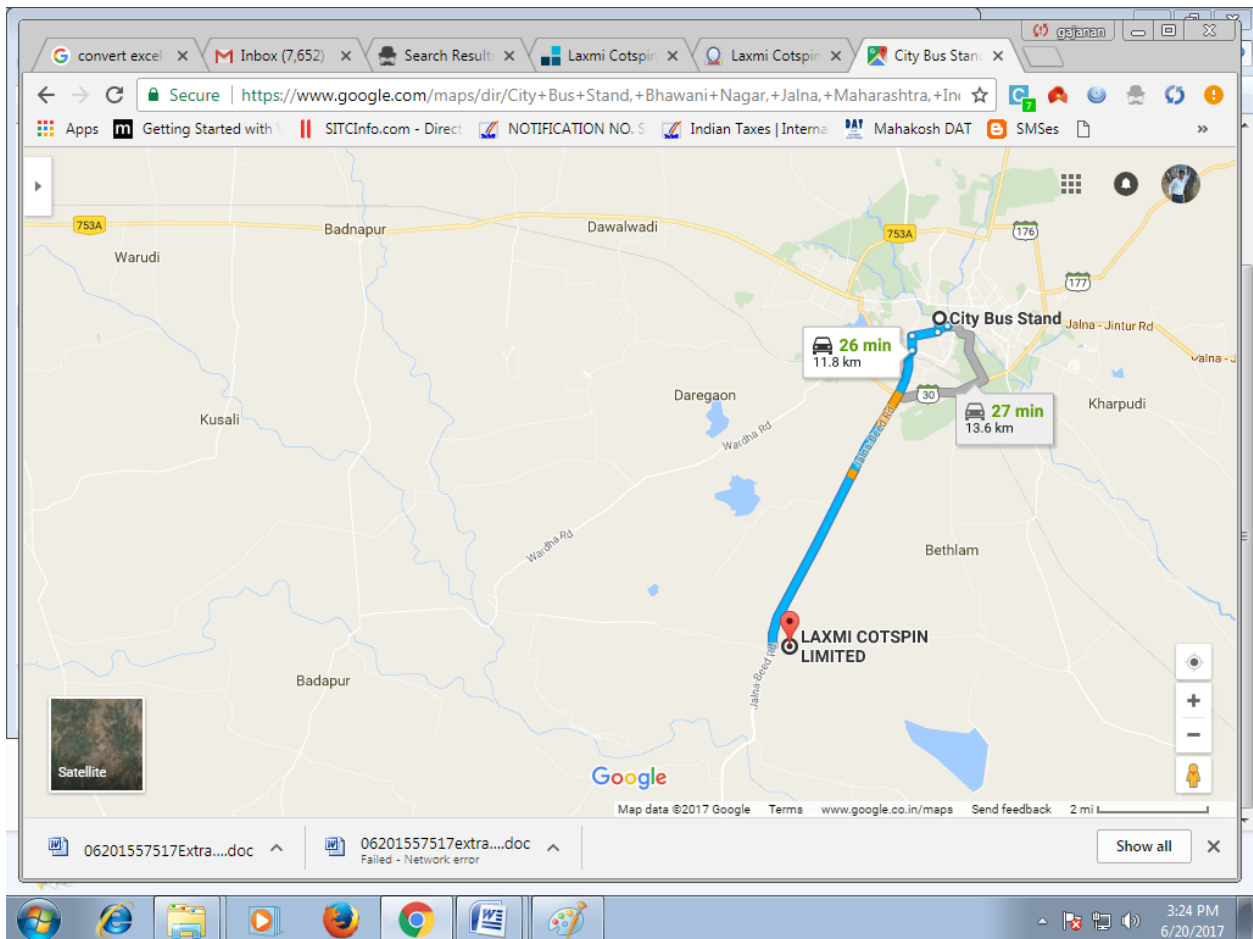 gajanan
convert excel
Inbox (7,652)
Search Result
Laxmi Cotspin
Laxmi Cotspin
City Bus Stan
Secure | https://www.google.com/maps/dir/City+Bus+Stand,+Bhawani+Nagar,+Jalna,+Maharashtra,+In
7
Apps
Getting Started with
SITCInfo.com - Direct
NOTIFICATION NO. S
Indian Taxes | Interna
DAT
Mahakosh DAT
SMSes
»
753A
Warudi
Badnapur
Dawalwadi
753A
176
177
City Bus Stand
Jalna - Jintur Rd
26 min
11.8 km
Daregaon
30
27 min
13.6 km
Kharpudi
Kusali
Wardha Rd
Jalna-Beed Rd
Wardha Rd
Bethlam
LAXMI COTSPIN
LIMITED
Jalna-Beed Rd
Badapur
Satellite
Google
Map data ©2017 Google Terms www.google.co.in/maps Send feedback 2 mi
06201557517Extra....doc
06201557517extra....doc
Failed - Network error
Show all
3:24 PM
6/20/2017